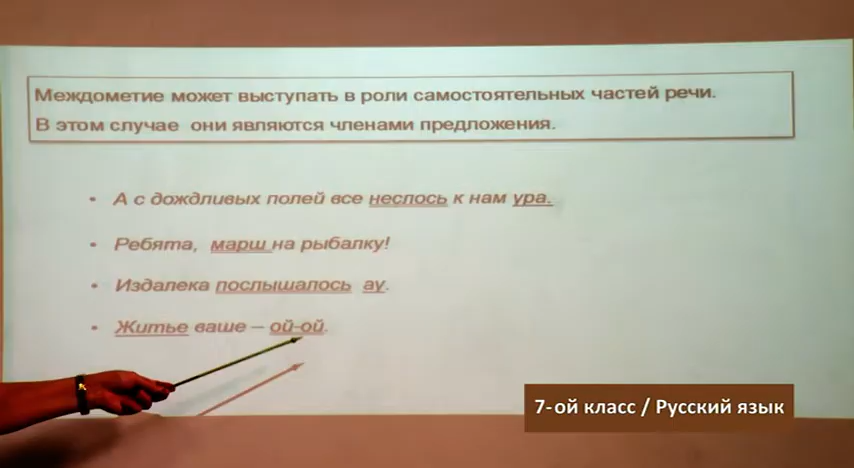 Междометие может выступать в роли самостоятельных частей речи.
В этом случае они являются членами предложения.
• А с дождливых полей все неслось к нам ура.
• Ребята, марш на рыбалку!
• Издалека послышалось ау.
• Житье ваше – ой-ой.
7-ой класс / Русский язык